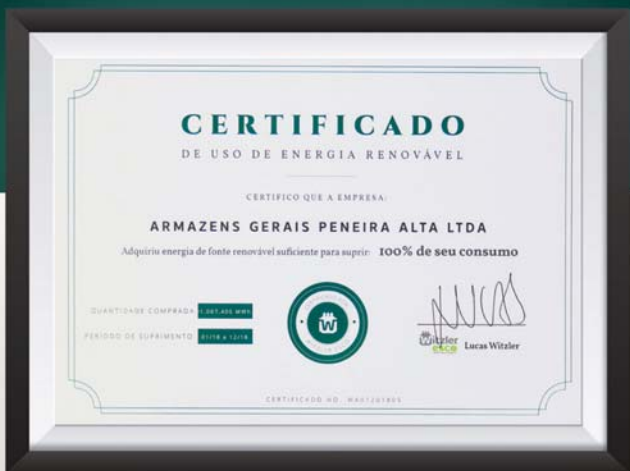 CERTIFICADO
DE USO DE ENERGIA RENOVÁVEL
CERTIFICO QUE A EMPRESA:
ARMAZENS GERAIS PENEIRA ALTA LTDA
Adquiriu energia de fonte renovável suficiente para suprir: 100% de seu consumo
QUANTIDADE COMPRADA
PERÍODO DE SUPRIMENTO 01/18 a 12/18
Witzler
esco
Lucas Witzler
CERTIFICADO NO.